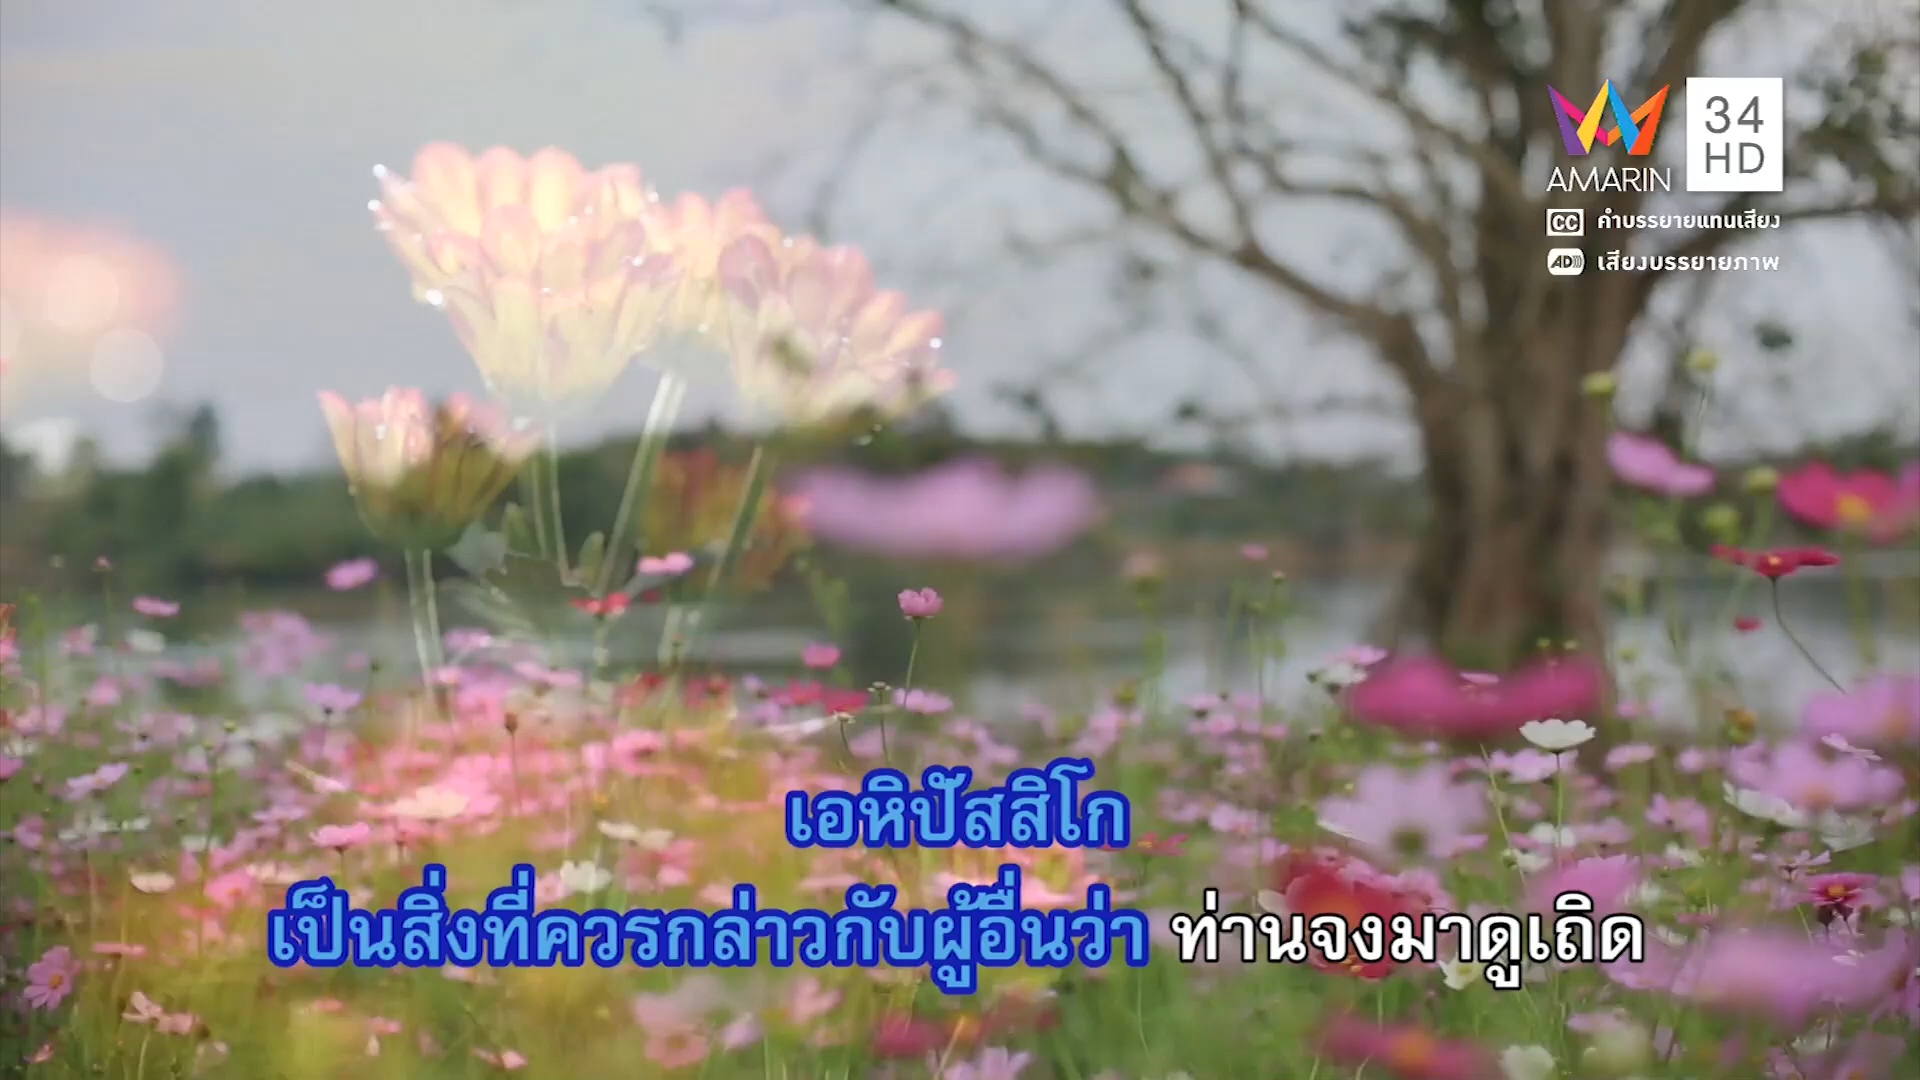 AMARIN
34
HD
CC คำบรรยายแทนเสียง
AD เสียงบรรยายภาพ
เอหิปัสสิโก
เป็นสิ่งที่ควรกล่าวกับผู้อื่นว่า ท่านจงมาดูเถิด